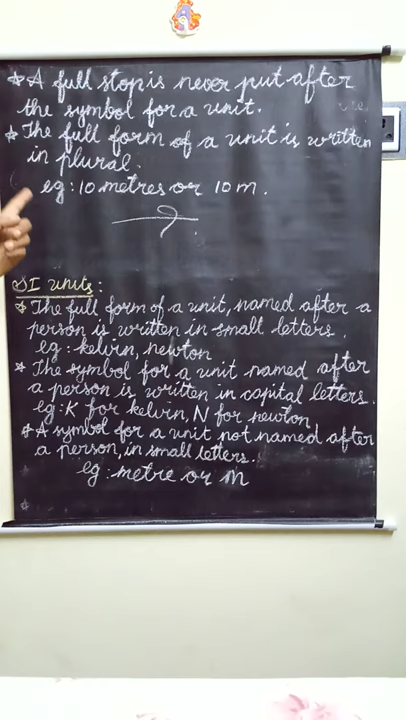 * A full stop is never put after
the symbol for a unit.
* The full form of a unit is written
in plural.
eg: 10 metres or 10 m.
SI units:
* The full form of a unit, named after a
person is written in small letters.
eg: kelvin, newton
* The symbol for a unit named after
a person is written in capital letters.
eg: K for kelvin, N for newton
* A symbol for a unit not named after
a person, in small letters.
eg: metre or m